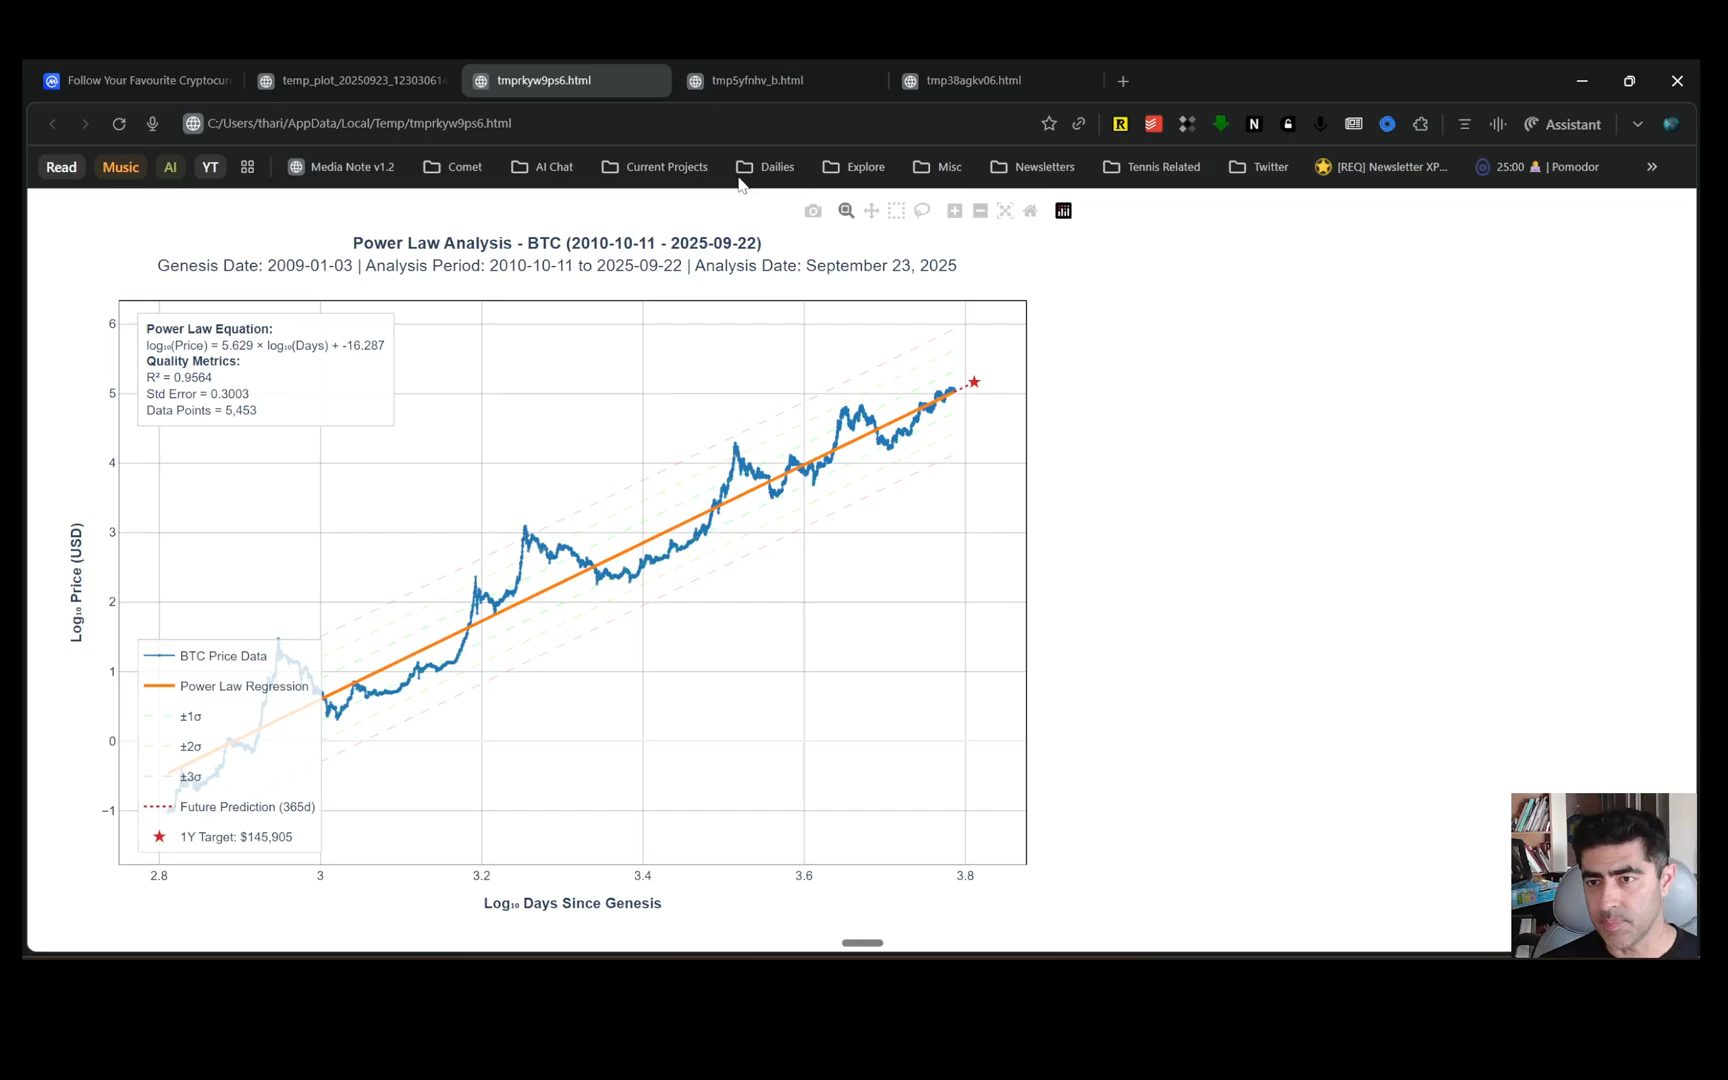 Follow Your Favourite Cryptocur
temp_plot_20250923_123030614
tmprkyw9ps6.html
tmp5yfnhv_b.html
tmp38agkv06.html
C:/Users/thari/AppData/Local/Temp/tmprkyw9ps6.html
Assistant
Read
Music
AI
YT
Media Note v1.2
Comet
AI Chat
Current Projects
Dailies
Explore
Misc
Newsletters
Tennis Related
Twitter
[REQ] Newsletter XP...
25:00 | Pomodor
Power Law Analysis - BTC (2010-10-11 - 2025-09-22)
Genesis Date: 2009-01-03 | Analysis Period: 2010-10-11 to 2025-09-22 | Analysis Date: September 23, 2025
Power Law Equation:
log₁₀(Price) = 5.629 × log₁₀(Days) + -16.287
Quality Metrics:
R² = 0.9564
Std Error = 0.3003
Data Points = 5,453
6
5
4
3
2
1
0
−1
Log₁₀ Price (USD)
BTC Price Data
Power Law Regression
±1σ
±2σ
±3σ
Future Prediction (365d)
1Y Target: $145,905
2.8
3
3.2
3.4
3.6
3.8
Log₁₀ Days Since Genesis